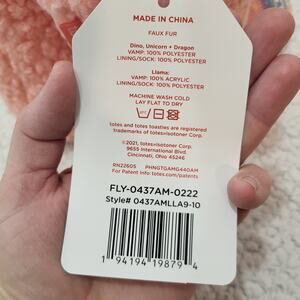 MADE IN CHINA
FAUX FUR
Dino, Unicorn + Dragon
VAMP: 100% POLYESTER
LINING/SOCK: 100% POLYESTER
Llama:
VAMP: 100% ACRYLIC
LINING/SOCK: 100% POLYESTER
MACHINE WASH COLD
LAY FLAT TO DRY
totes and totes toasties are registered
trademarks of totes»isotoner Corp.
©2021, totes»isotoner Corp.
9655 International Blvd.
Cincinnati, Ohio 45246
RN22605 PHNGTGAMG440AM
For Patent Info totes.com/patents
FLY-0437AM-0222
Style# 0437AMLLA9-10
1 94194 19879 4